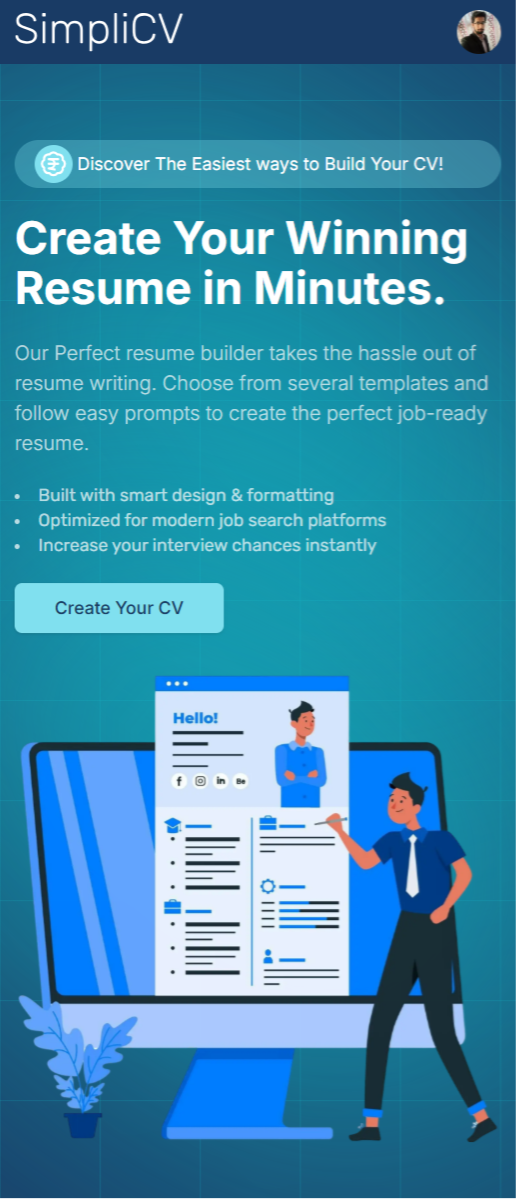 SimpliCV
Discover The Easiest ways to Build Your CV!
Create Your Winning
Resume in Minutes.
Our Perfect resume builder takes the hassle out of
resume writing. Choose from several templates and
follow easy prompts to create the perfect job-ready
resume.
• Built with smart design & formatting
• Optimized for modern job search platforms
• Increase your interview chances instantly
Create Your CV
Hello!
f in Be